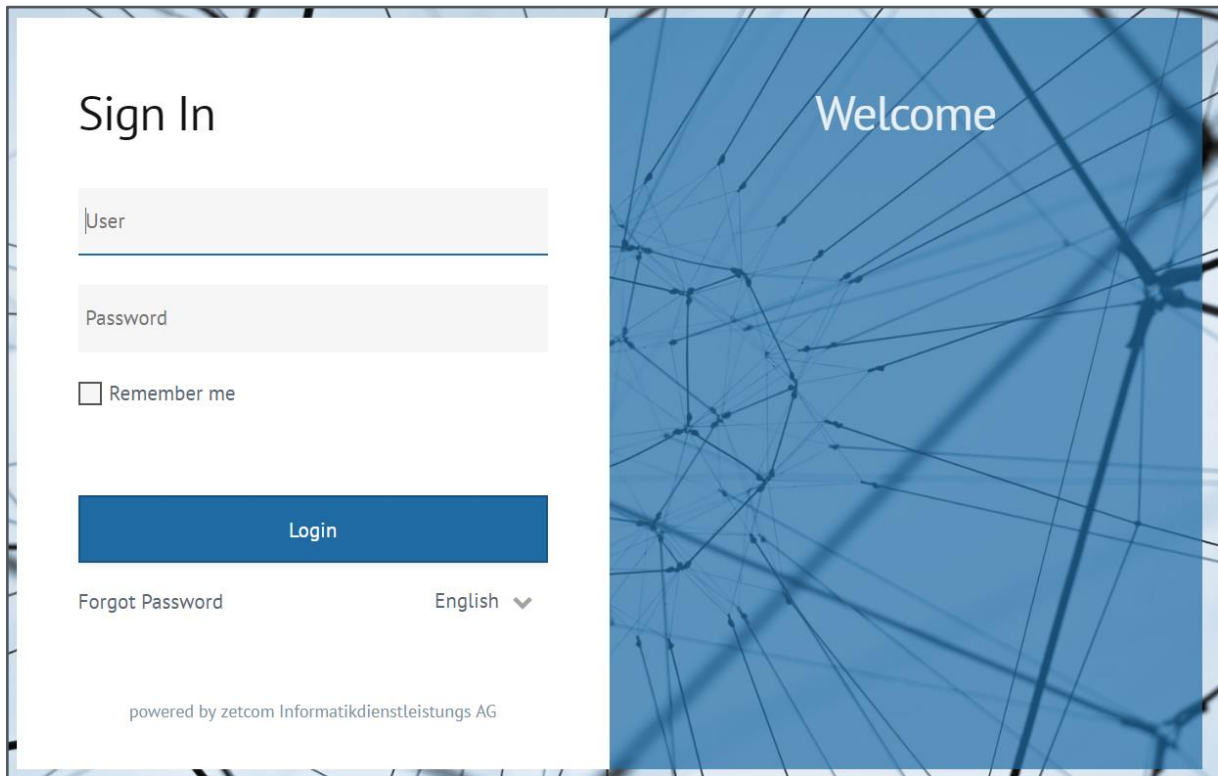 Sign In
Welcome
User
Password
Remember me
Login
Forgot Password
English
powered by zetcom Informatikdienstleistungs AG